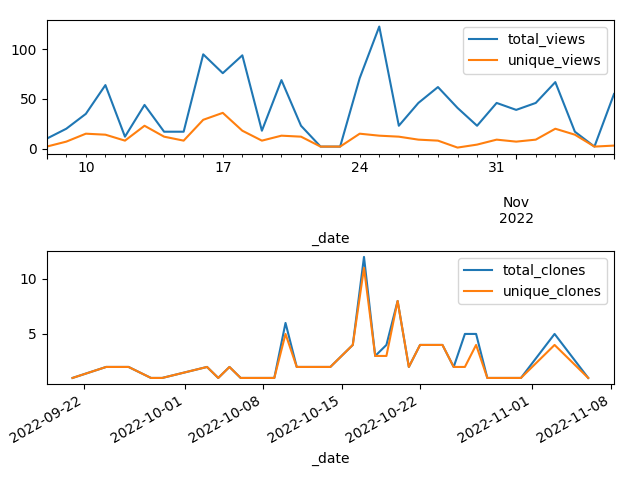 total_views
unique_views
100
50
0
10
17
24
31
Nov
2022
_date
total_clones
unique_clones
10
5
2022-09-22
2022-10-01
2022-10-08
2022-10-15
2022-10-22
2022-11-01
2022-11-08
_date